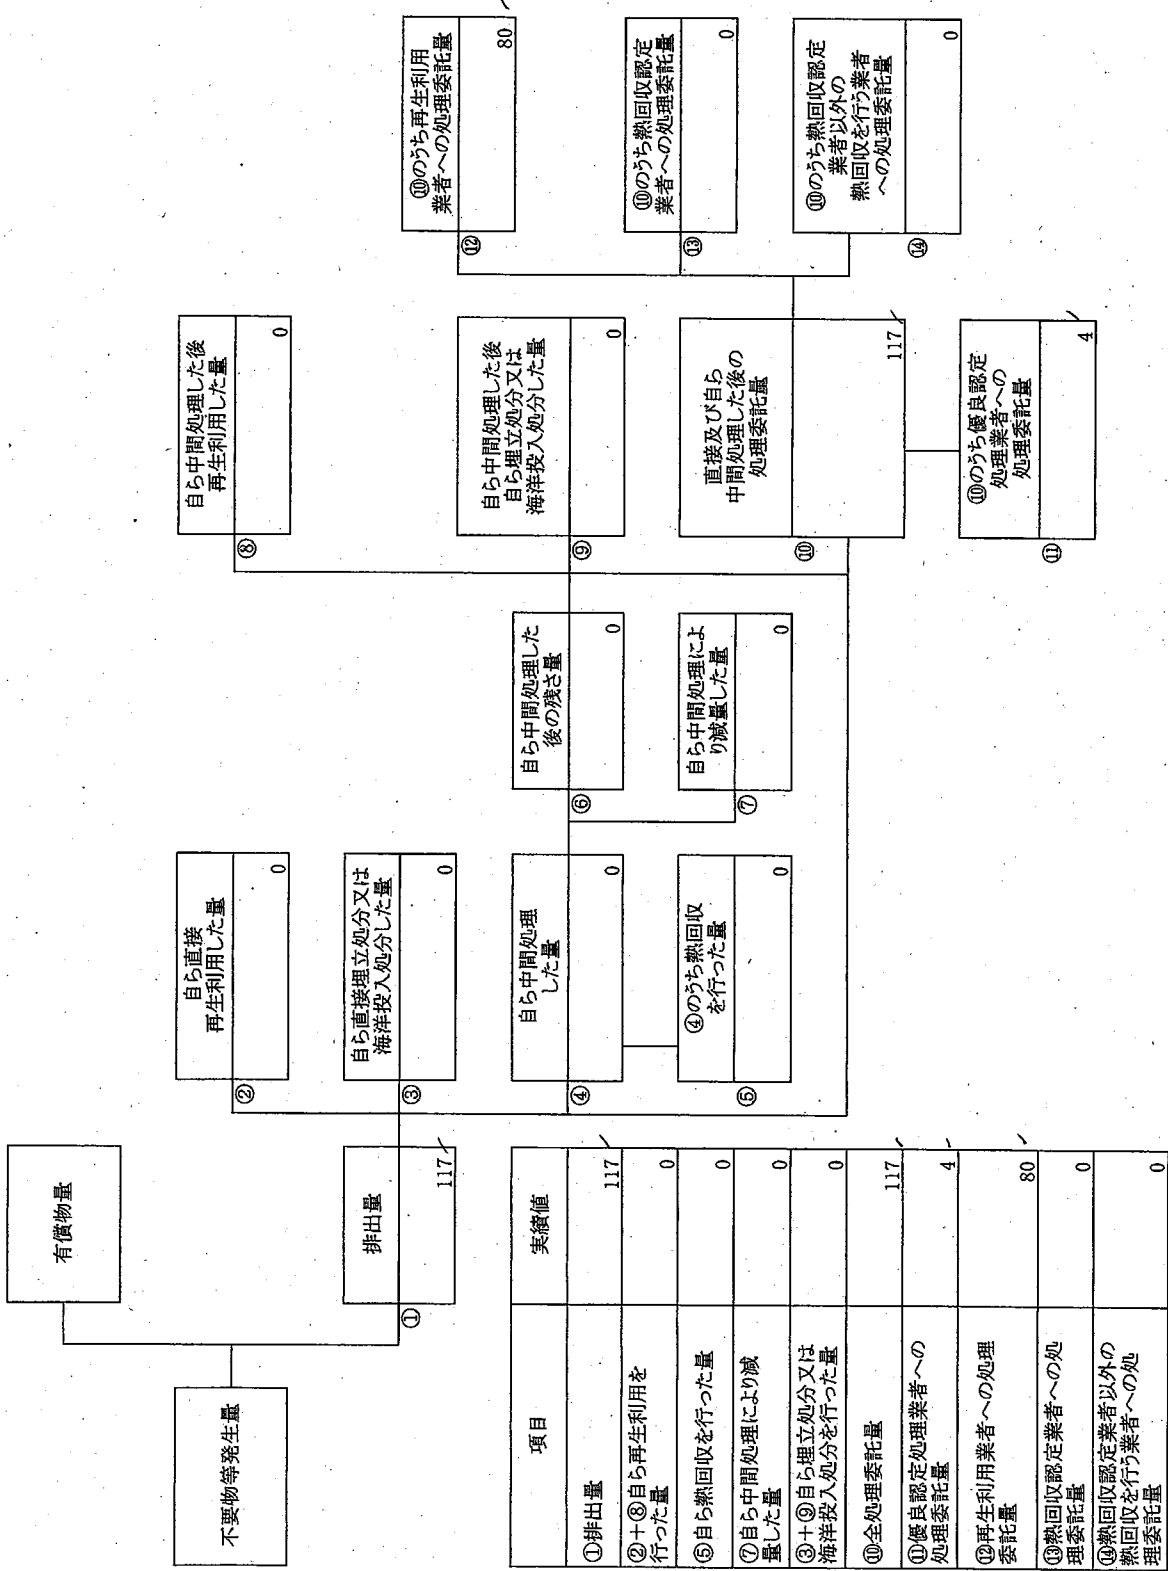 不要物等発生量
有償物量
①
排出量
117
②
自ら直接
再生利用した量
0
③
自ら直接埋立処分又は
海洋投入処分した量
0
④
自ら中間処理
した量
0
⑤
④のうち熱回収
を行った量
0
⑥
自ら中間処理した
後の残さ量
0
⑦
自ら中間処理によ
り減量した量
0
⑧
自ら中間処理した後
再生利用した量
0
⑨
自ら中間処理した後
自ら埋立処分又は
海洋投入処分した量
0
⑩
直接及び自ら
中間処理した後の
処理委託量
117
⑪
⑩のうち優良認定
処理業者への
処理委託量
4
⑫
⑩のうち再生利用
業者への処理委託量
80
⑬
⑩のうち熱回収認定
業者への処理委託量
0
⑭
⑩のうち熱回収認定
業者以外の
熱回収を行う業者
への処理委託量
0
項目 実績値
①排出量 117
②+⑧自ら再生利用を
行った量 0
⑤自ら熱回収を行った量 0
⑦自ら中間処理により減
量した量 0
③+⑨自ら埋立処分又は
海洋投入処分を行った量 0
⑩全処理委託量 117
⑪優良認定処理業者への
処理委託量 4
⑫再生利用業者への処理
委託量 80
⑬熱回収認定業者への処
理委託量 0
⑭熱回収認定業者以外の
熱回収を行う業者への処
理委託量 0